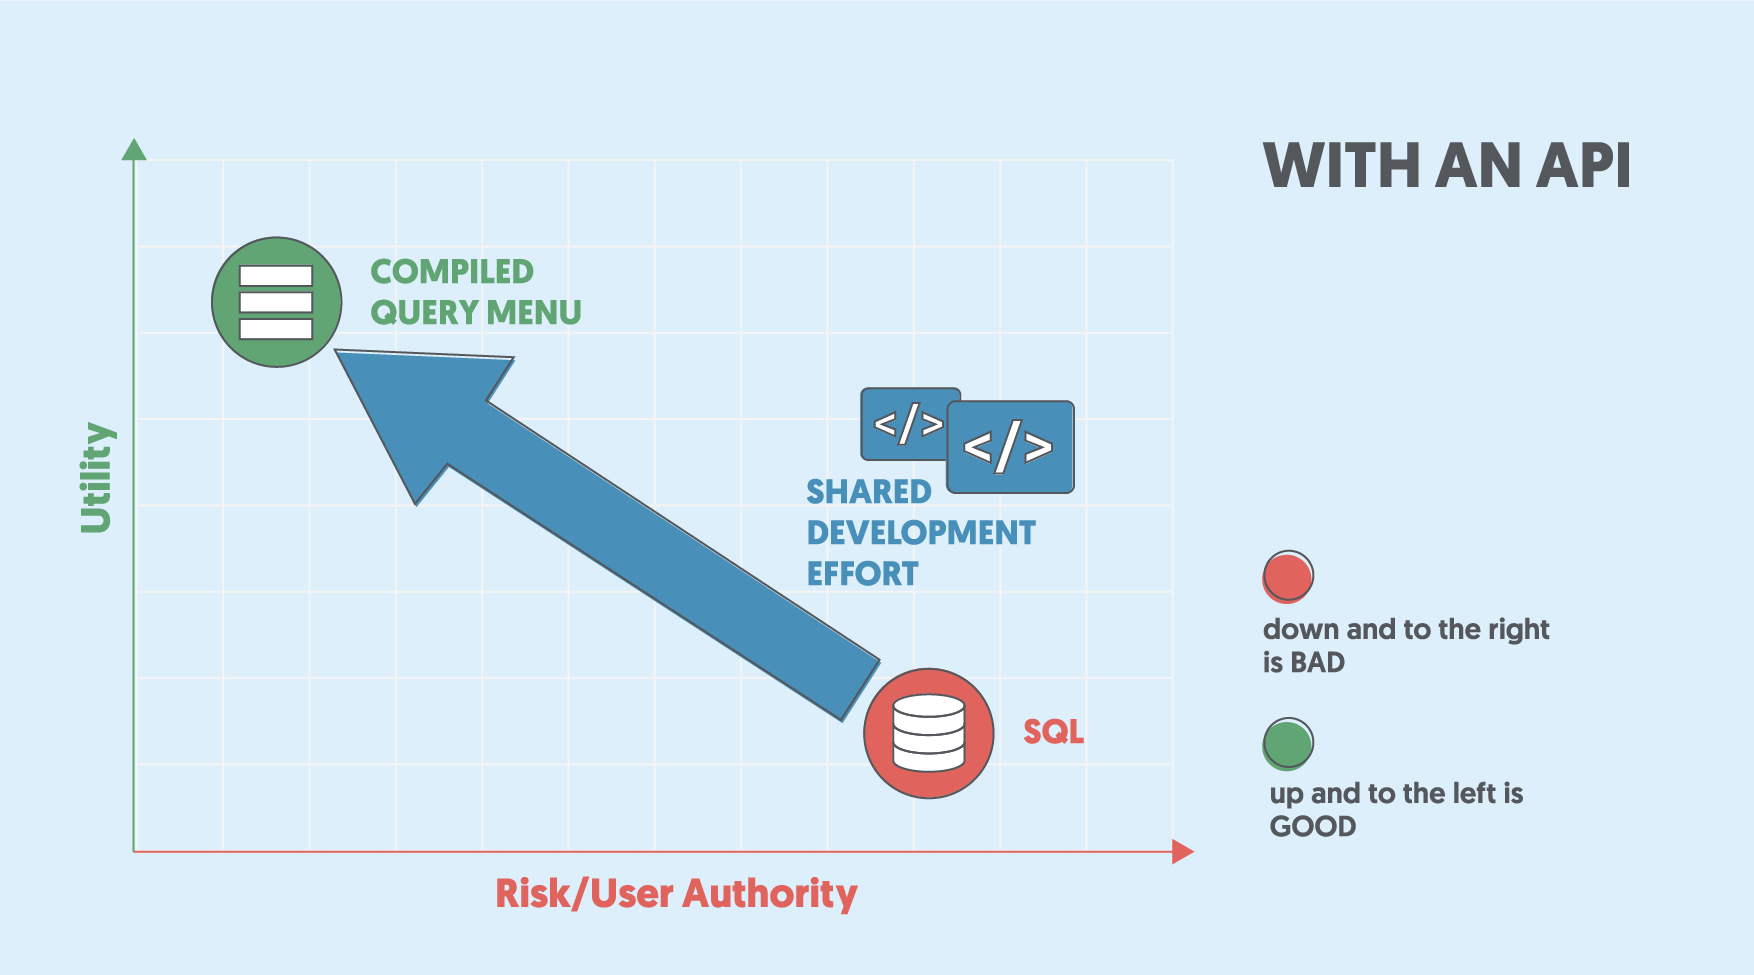 WITH AN API
COMPILED
QUERY MENU
</>
</>
SHARED
DEVELOPMENT
EFFORT
Utility
down and to the right
is BAD
SQL
up and to the left is
GOOD
Risk/User Authority